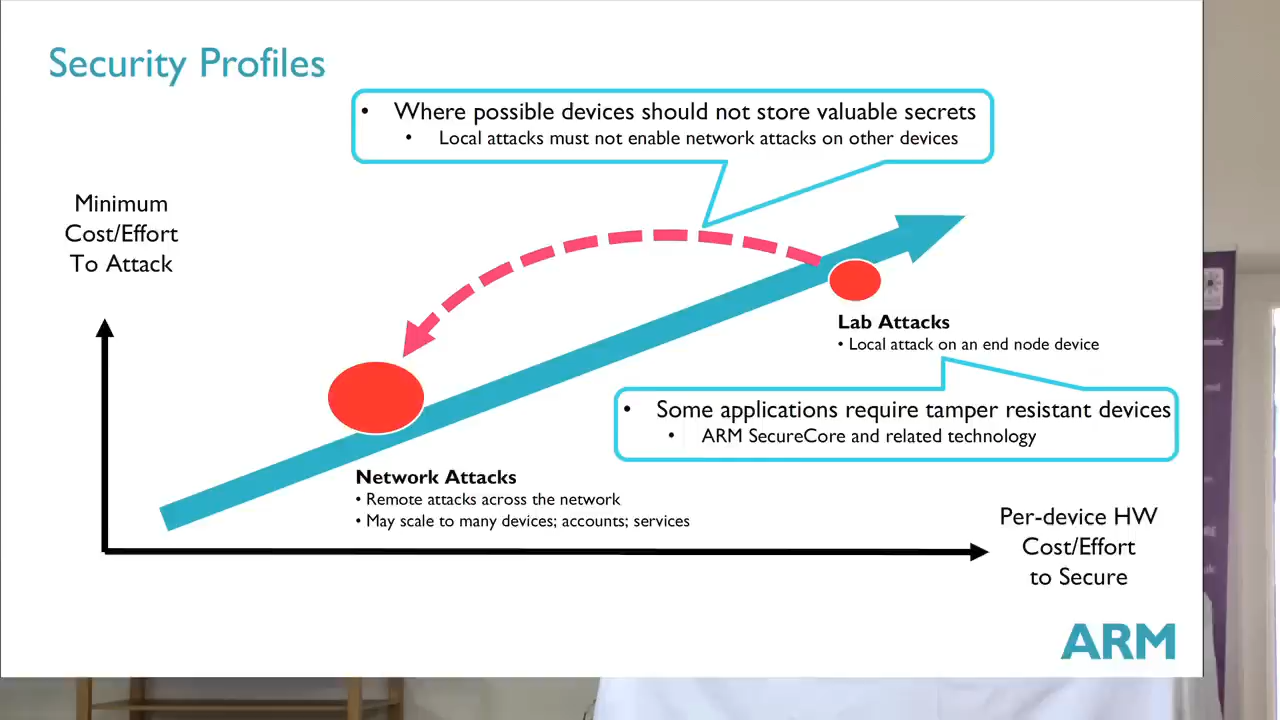 Security Profiles
• Where possible devices should not store valuable secrets
• Local attacks must not enable network attacks on other devices
Minimum
Cost/Effort
To Attack
Lab Attacks
• Local attack on an end node device
• Some applications require tamper resistant devices
• ARM SecureCore and related technology
Network Attacks
• Remote attacks across the network
• May scale to many devices; accounts; services
Per-device HW
Cost/Effort
to Secure
ARM